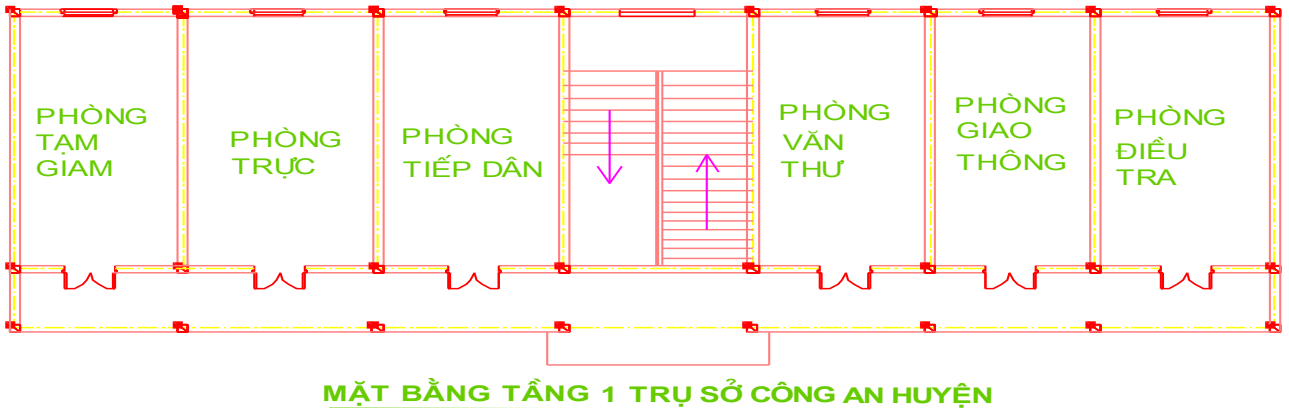 PHÒNG
TẠM
GIAM
PHÒNG
TRỰC
PHÒNG
TIẾP DÂN
PHÒNG
VĂN
THƯ
PHÒNG
GIAO
THÔNG
PHÒNG
ĐIỀU
TRA
MẶT BẰNG TẦNG 1 TRỤ SỞ CÔNG AN HUYỆN